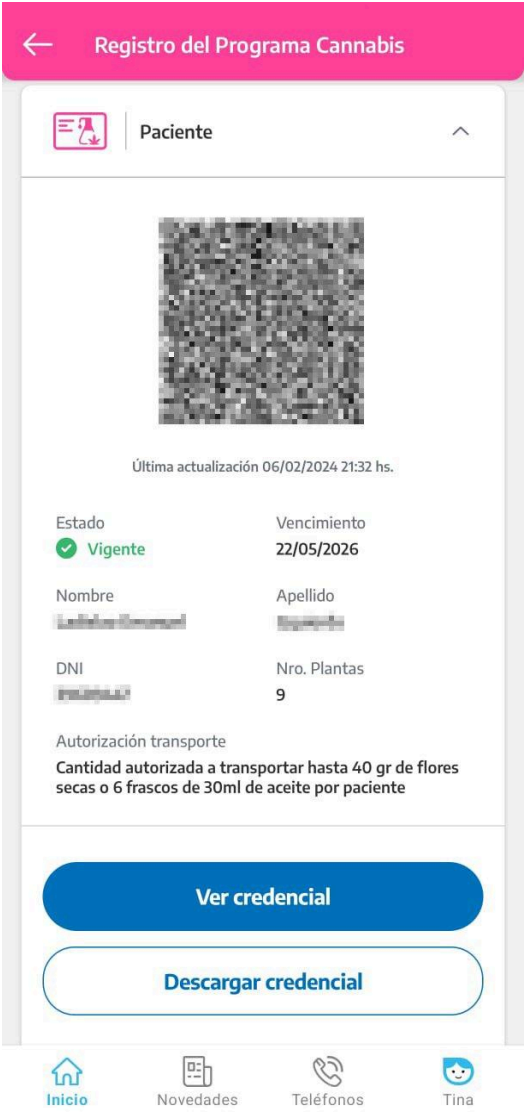 Registro del Programa Cannabis
Paciente
Última actualización 06/02/2024 21:32 hs.
Estado
Vencimiento
Vigente
22/05/2026
Nombre
Apellido
DNI
Nro. Plantas
9
Autorización transporte
Cantidad autorizada a transportar hasta 40 gr de flores
secas o 6 frascos de 30ml de aceite por paciente
Ver credencial
Descargar credencial
Inicio
Novedades
Teléfonos
Tina